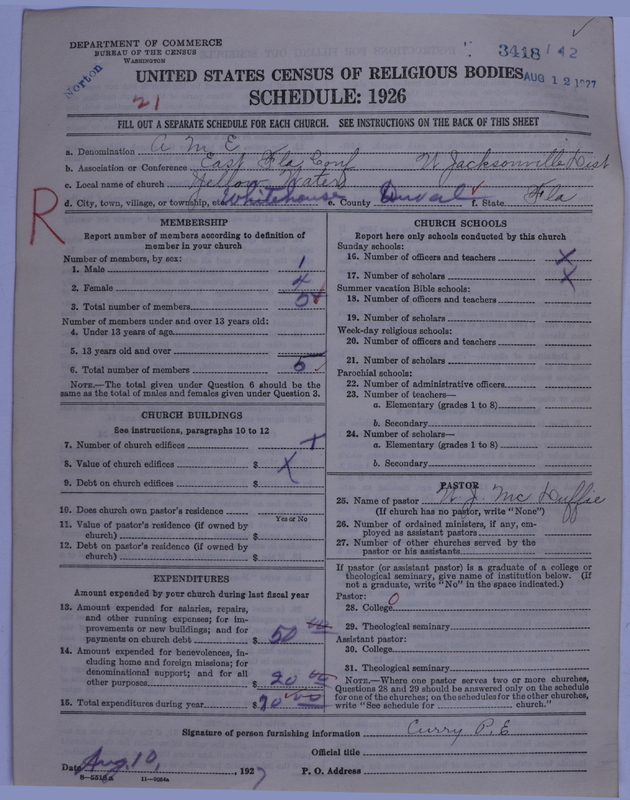 DEPARTMENT OF COMMERCE
BUREAU OF THE CENSUS
WASHINGTON
Norton
3418 / 42
AUG 12 1927
21
UNITED STATES CENSUS OF RELIGIOUS BODIES
SCHEDULE: 1926
FILL OUT A SEPARATE SCHEDULE FOR EACH CHURCH. SEE INSTRUCTIONS ON THE BACK OF THIS SHEET
a. Denomination A M E
b. Association or Conference East Fla Conf W Jacksonville Dist
c. Local name of church Yellow Water
d. City, town, village, or township, etc Whitehouse e. County Duval f. State Fla
R
MEMBERSHIP
Report number of members according to definition of
member in your church
Number of members, by sex:
1. Male 1
2. Female 4
3. Total number of members 5
Number of members under and over 13 years old:
4. Under 13 years of age
5. 13 years old and over
6. Total number of members 5
NOTE.—The total given under Question 6 should be the
same as the total of males and females given under Question 3.
CHURCH BUILDINGS
See instructions, paragraphs 10 to 12
7. Number of church edifices X
8. Value of church edifices $ X
9. Debt on church edifices $
10. Does church own pastor's residence
Yes or No
11. Value of pastor's residence (if owned by
church) $
12. Debt on pastor's residence (if owned by
church) $
EXPENDITURES
Amount expended by your church during last fiscal year
13. Amount expended for salaries, repairs,
and other running expenses; for im-
provements or new buildings; and for
payments on church debt $ 50 00
14. Amount expended for benevolences, in-
cluding home and foreign missions; for
denominational support; and for all
other purposes $ 20 00
15. Total expenditures during year $ 70 00
CHURCH SCHOOLS
Report here only schools conducted by this church
Sunday schools:
16. Number of officers and teachers X
17. Number of scholars X
Summer vacation Bible schools:
18. Number of officers and teachers
19. Number of scholars
Week-day religious schools:
20. Number of officers and teachers
21. Number of scholars
Parochial schools:
22. Number of administrative officers
23. Number of teachers—
a. Elementary (grades 1 to 8)
b. Secondary
24. Number of scholars—
a. Elementary (grades 1 to 8)
b. Secondary
PASTOR
25. Name of pastor W J McDuffie
(If church has no pastor, write "None")
26. Number of ordained ministers, if any, em-
ployed as assistant pastors
27. Number of other churches served by the
pastor or his assistants
If pastor (or assistant pastor) is a graduate of a college or
theological seminary, give name of institution below. (If
not a graduate, write "No" in the space indicated.)
Pastor:
28. College 0
29. Theological seminary
Assistant pastor:
30. College
31. Theological seminary
NOTE.—Where one pastor serves two or more churches,
Questions 28 and 29 should be answered only on the schedule
for one of the churches; on the schedules for the other churches,
write "See schedule for church."
Signature of person furnishing information Curry P. E
Official title
Date Aug, 10, 1927 P. O. Address
8—5513a 11—9054a